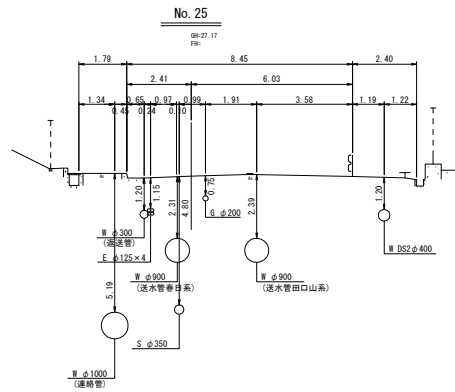 No. 25
GH=27.17
FH=
1.79 8.45 2.40
2.41 6.03
1.34 0.45 0.65 0.24 0.97 0.10 0.99 1.91 3.58 1.19 1.22
As
As
1.20 1.15 2.31 4.80 0.75 2.39 1.20
5.19
W φ300
(返送管)
G φ200
E φ125×4
W DS2φ400
W φ900
(送水管春日系)
W φ900
(送水管田口山系)
S φ350
W φ1000
(連絡管)